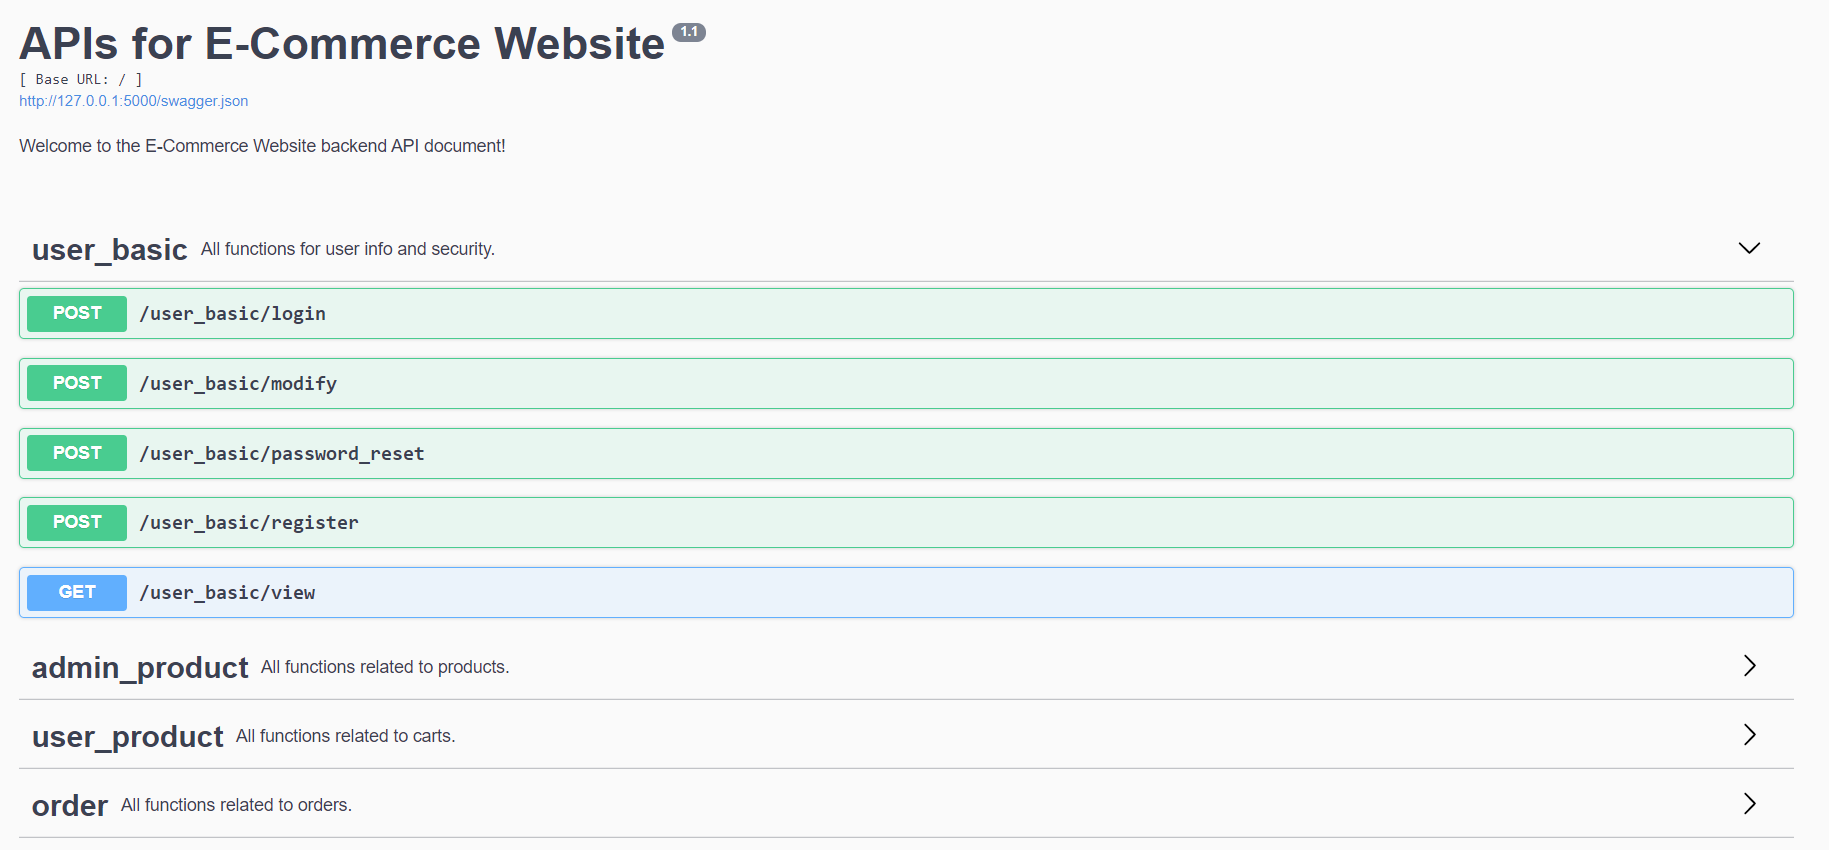 APIs for E-Commerce Website 1.1
[ Base URL: / ]
http://127.0.0.1:5000/swagger.json
Welcome to the E-Commerce Website backend API document!
user_basic All functions for user info and security.
POST /user_basic/login
POST /user_basic/modify
POST /user_basic/password_reset
POST /user_basic/register
GET /user_basic/view
admin_product All functions related to products.
user_product All functions related to carts.
order All functions related to orders.